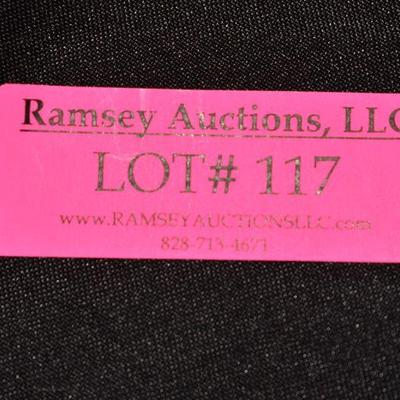 Ramsey Auctions, LLC
LOT# 117
www.RAMSEYAUCTIONSLLC.com
828-713-4671